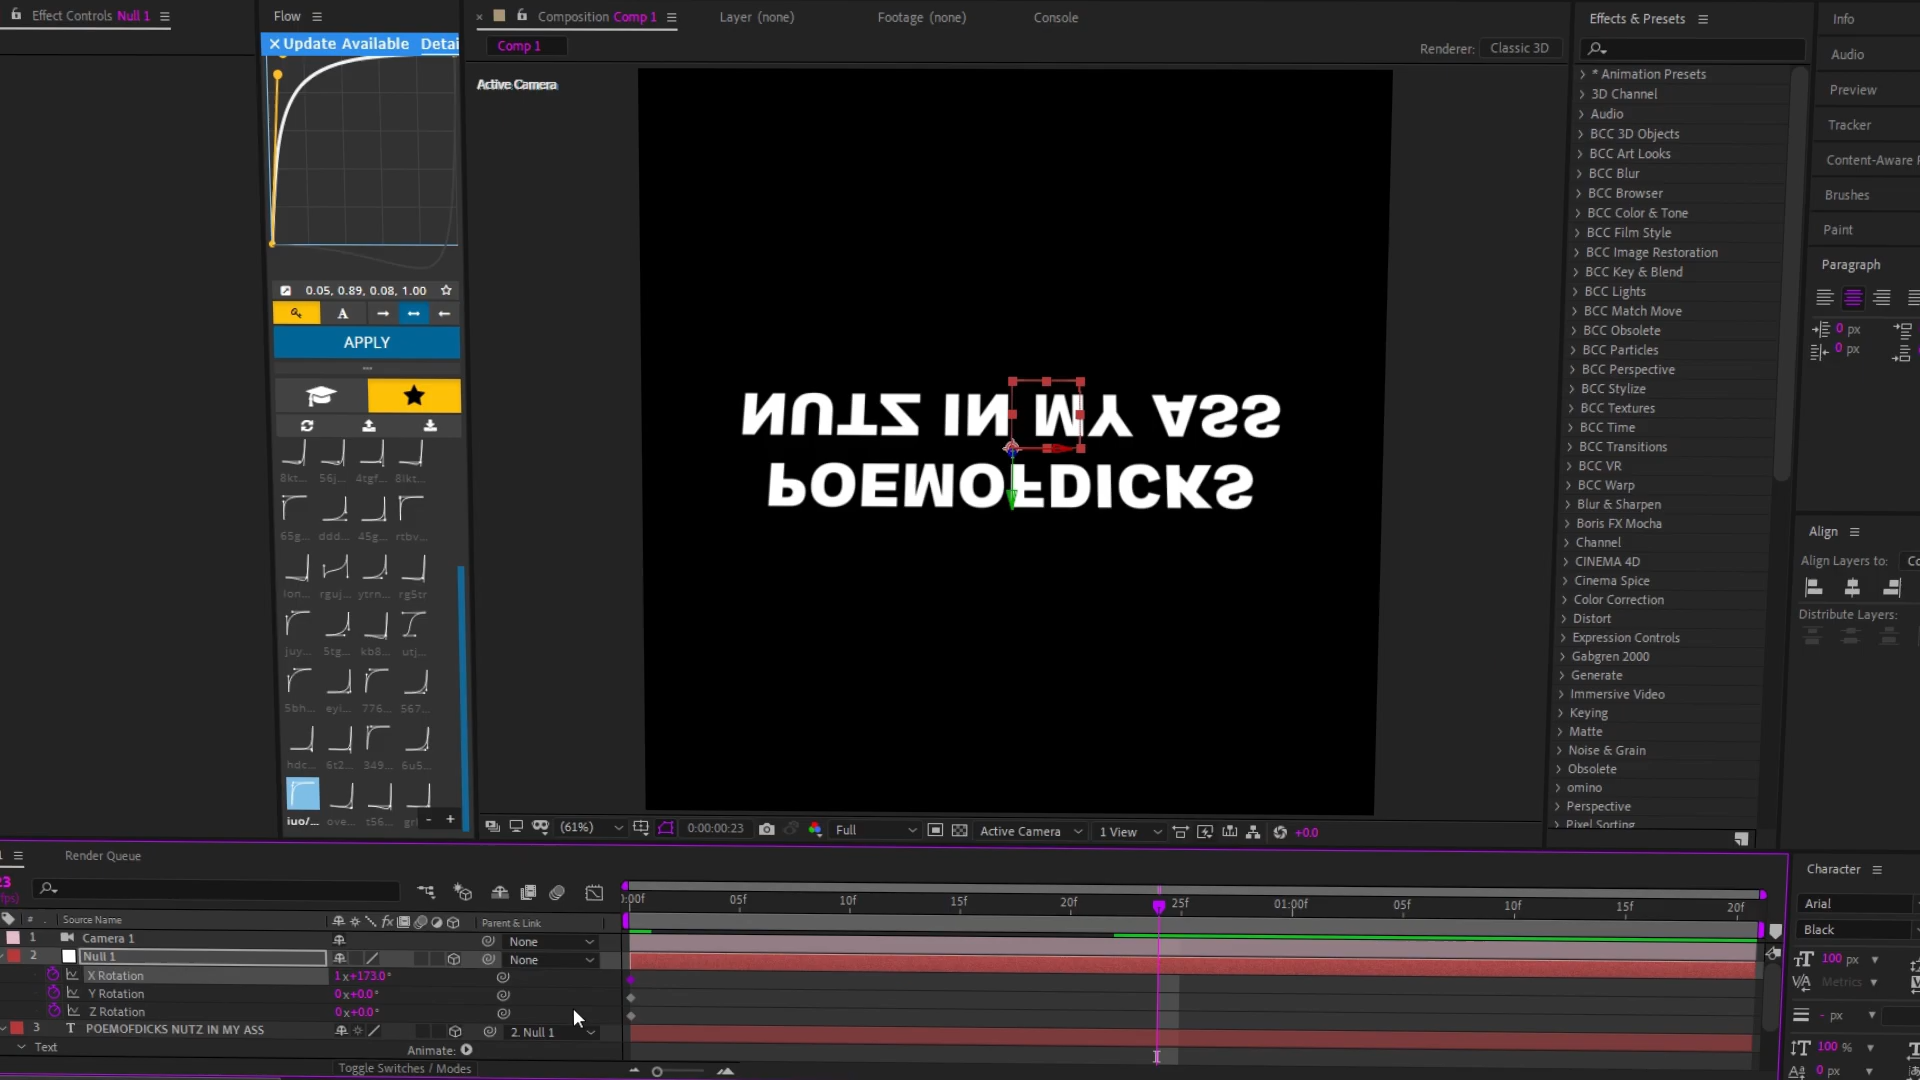 Effect Controls Null 1
Flow
× Update Available Detai
0.05, 0.89, 0.08, 1.00
A
APPLY
8kt... 56j... 4tgf... 8lkt...
65g... ddd... 45g... rtbv...
ion... rguj... ytrn... rg5tr
juy... 5tg... kb8... utj...
5bh... eyi... 776... 567...
hdc... 6t2... 349... 6u5...
iuo/... ove... t56... grl
Composition Comp 1
Layer (none)
Footage (none)
Console
Comp 1
Renderer: Classic 3D
Active Camera
NUTZ IN MY ASS
POEMOFDICKS
(61%)
0:00:00:23
Full
Active Camera
1 View
+0.0
Effects & Presets
* Animation Presets
3D Channel
Audio
BCC 3D Objects
BCC Art Looks
BCC Blur
BCC Browser
BCC Color & Tone
BCC Film Style
BCC Image Restoration
BCC Key & Blend
BCC Lights
BCC Match Move
BCC Obsolete
BCC Particles
BCC Perspective
BCC Stylize
BCC Textures
BCC Time
BCC Transitions
BCC VR
BCC Warp
Blur & Sharpen
Boris FX Mocha
Channel
CINEMA 4D
Cinema Spice
Color Correction
Distort
Expression Controls
Gabgren 2000
Generate
Immersive Video
Keying
Matte
Noise & Grain
Obsolete
omino
Perspective
Pixel Sorting
Info
Audio
Preview
Tracker
Content-Aware F
Brushes
Paint
Paragraph
0 px
0 px
Align
Align Layers to: Co
Distribute Layers:
Character
Arial
Black
100 px
Metrics
- px
100 %
0 px
Render Queue
23
fps)
# Source Name
Parent & Link
1 Camera 1 None
2 Null 1 None
X Rotation 1x+173.0°
Y Rotation 0x+0.0°
Z Rotation 0x+0.0°
3 T POEMOFDICKS NUTZ IN MY ASS 2. Null 1
Text Animate:
Toggle Switches / Modes
:00f 05f 10f 15f 20f 25f 01:00f 05f 10f 15f 20f